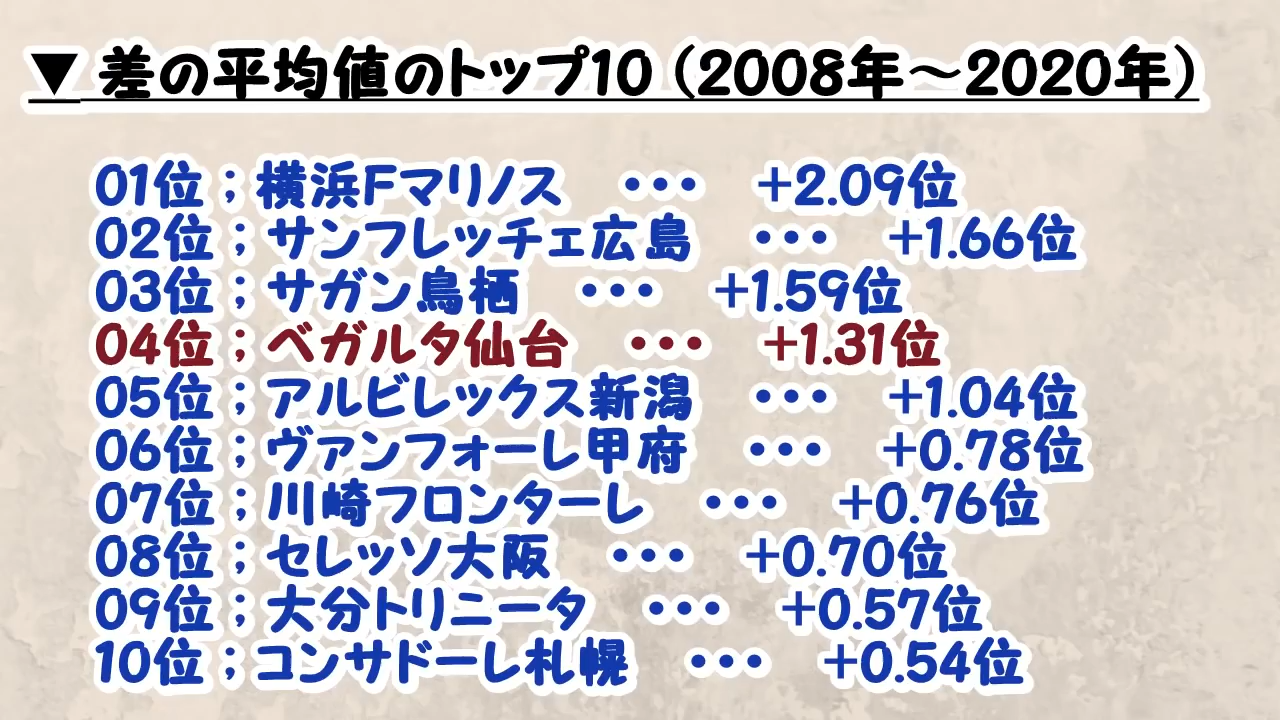 ▼ 差の平均値のトップ10（2008年～2020年）
01位；横浜Fマリノス　・・・　+2.09位
02位；サンフレッチェ広島　・・・　+1.66位
03位；サガン鳥栖　・・・　+1.59位
04位；ベガルタ仙台　・・・　+1.31位
05位；アルビレックス新潟　・・・　+1.04位
06位；ヴァンフォーレ甲府　・・・　+0.78位
07位；川崎フロンターレ　・・・　+0.76位
08位；セレッソ大阪　・・・　+0.70位
09位；大分トリニータ　・・・　+0.57位
10位；コンサドーレ札幌　・・・　+0.54位